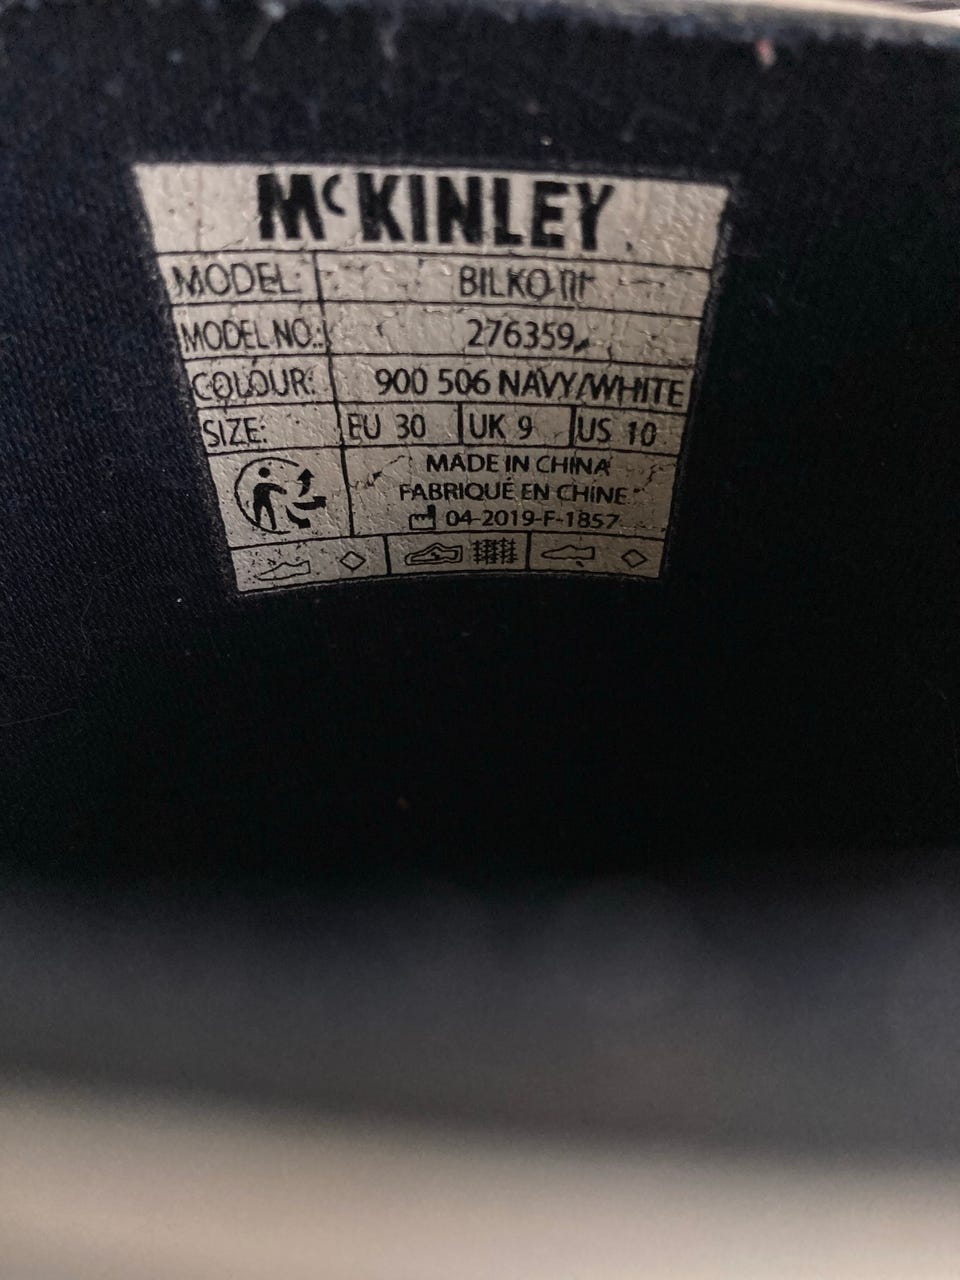 McKINLEY
MODEL: BILKO
MODEL NO.: 276359
COLOUR: 900 506 NAVY/WHITE
SIZE: EU 30 UK 9 US 10
MADE IN CHINA
FABRIQUÉ EN CHINE
04-2019-F-1857